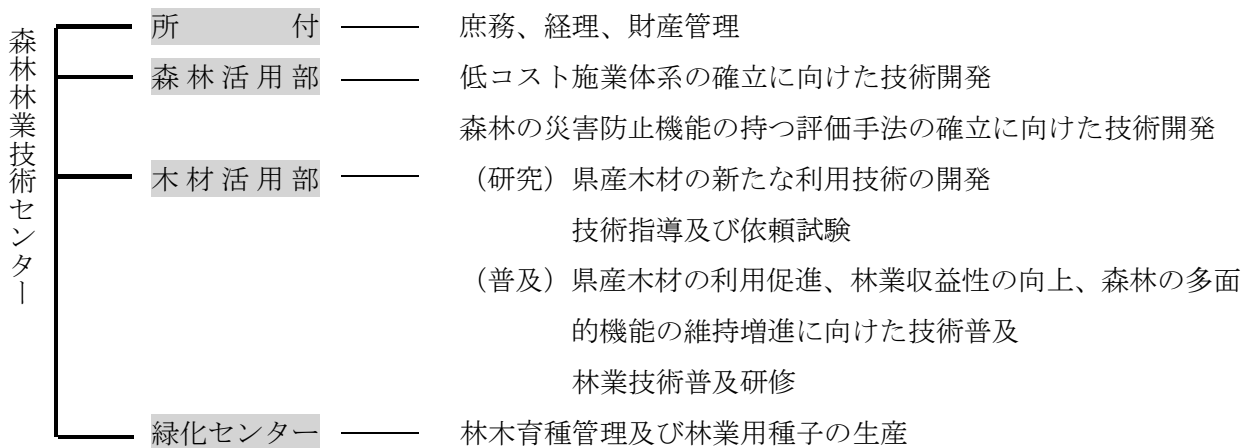 森林林業技術センター
所　　　付　庶務、経理、財産管理
森林活用部　低コスト施業体系の確立に向けた技術開発
森林の災害防止機能の持つ評価手法の確立に向けた技術開発
木材活用部　（研究）県産木材の新たな利用技術の開発
技術指導及び依頼試験
（普及）県産木材の利用促進、林業収益性の向上、森林の多面
的機能の維持増進に向けた技術普及
林業技術普及研修
緑化センター　林木育種管理及び林業用種子の生産